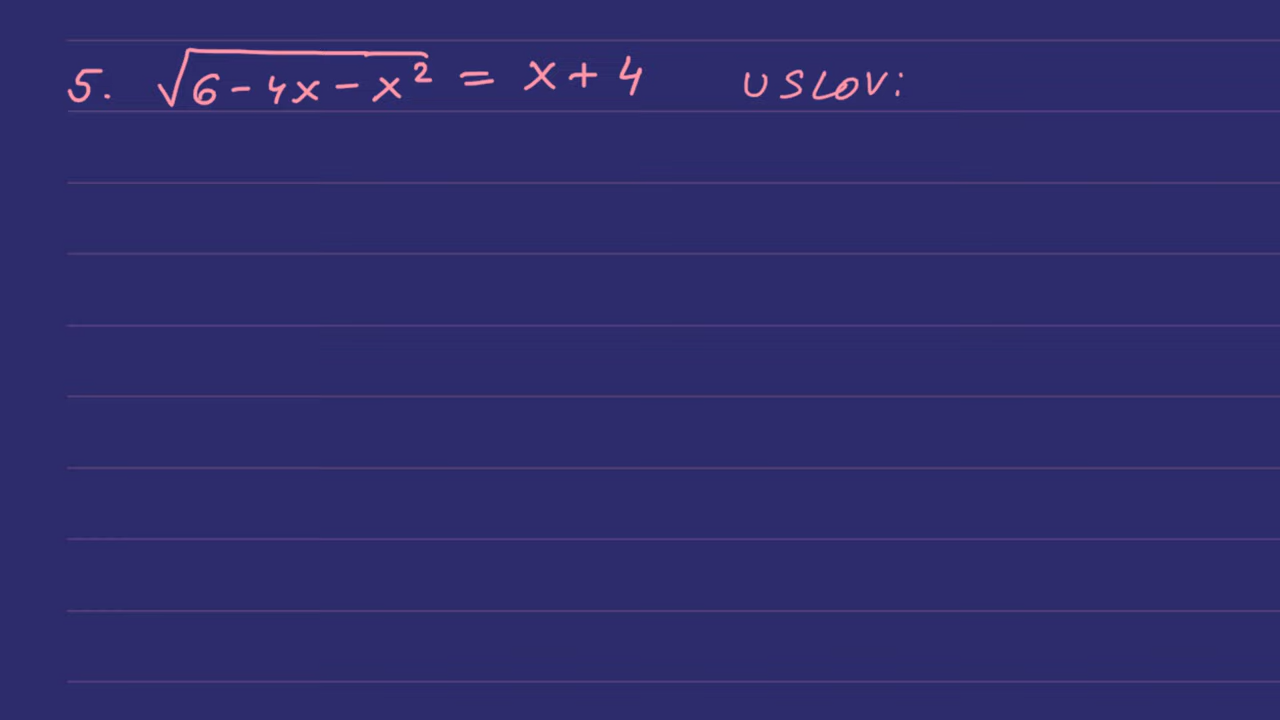 5. √(6-4x-x²) = x+4 USLOV: